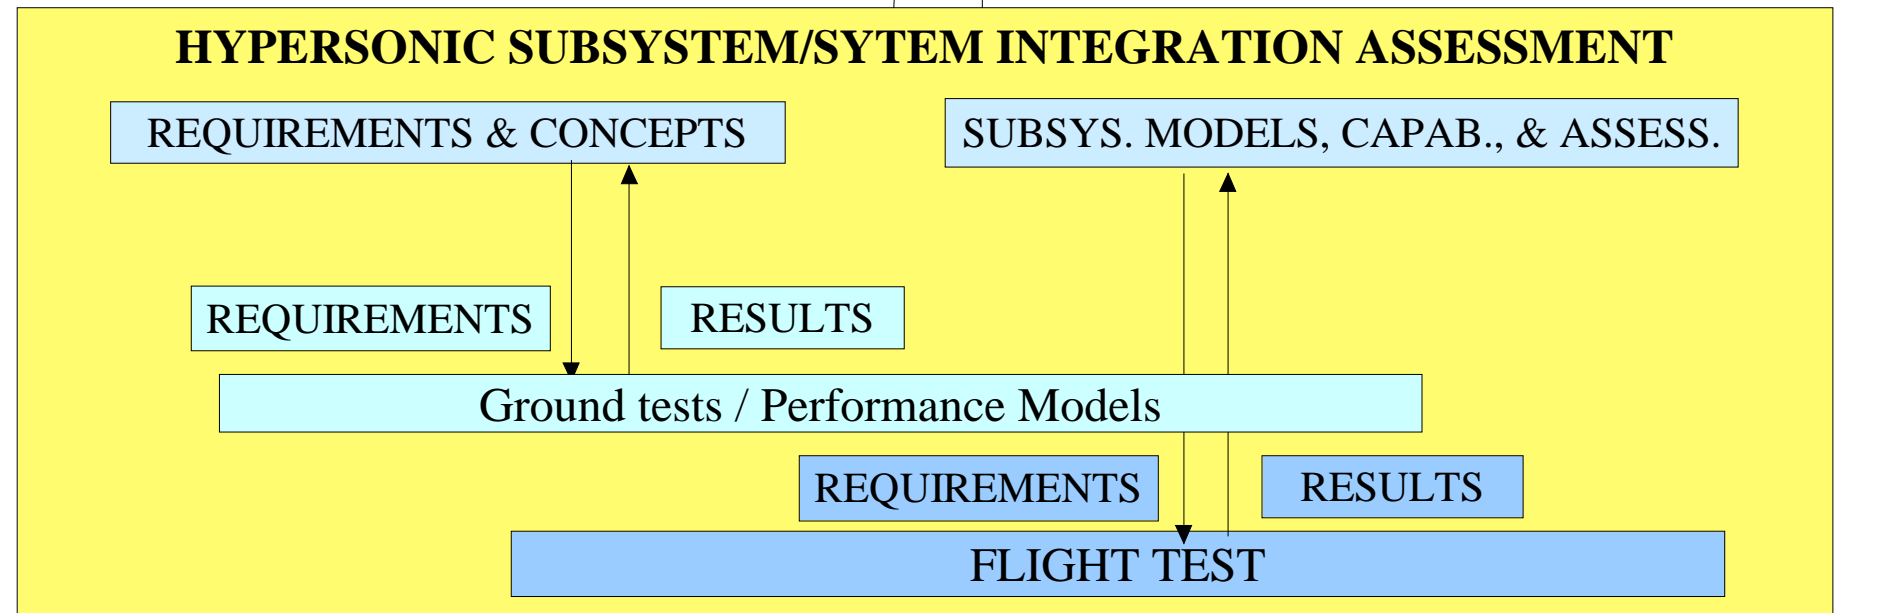 HYPERSONIC SUBSYSTEM/SYTEM INTEGRATION ASSESSMENT
REQUIREMENTS & CONCEPTS
SUBSYS. MODELS, CAPAB., & ASSESS.
REQUIREMENTS
RESULTS
Ground tests / Performance Models
REQUIREMENTS
RESULTS
FLIGHT TEST